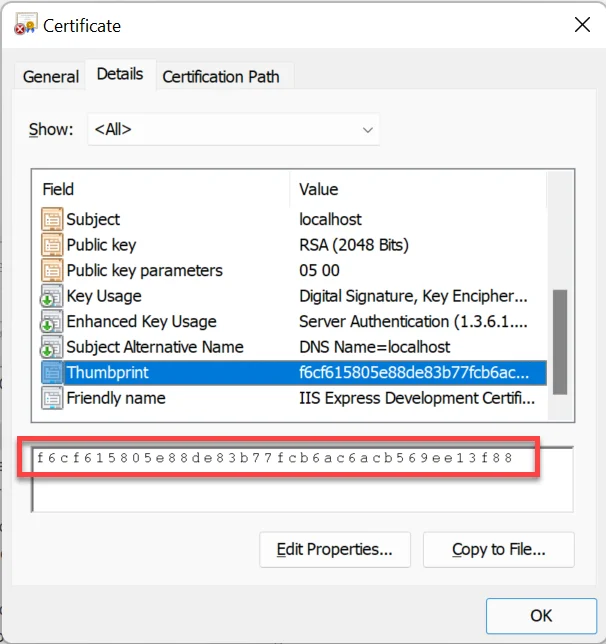 Certificate
General Details Certification Path
Show: <All>
Field Value
Subject localhost
Public key RSA (2048 Bits)
Public key parameters 05 00
Key Usage Digital Signature, Key Encipher...
Enhanced Key Usage Server Authentication (1.3.6.1....
Subject Alternative Name DNS Name=localhost
Thumbprint f6cf615805e88de83b77fcb6ac...
Friendly name IIS Express Development Certifi...
f6cf615805e88de83b77fcb6ac6acb569ee13f88
Edit Properties... Copy to File...
OK